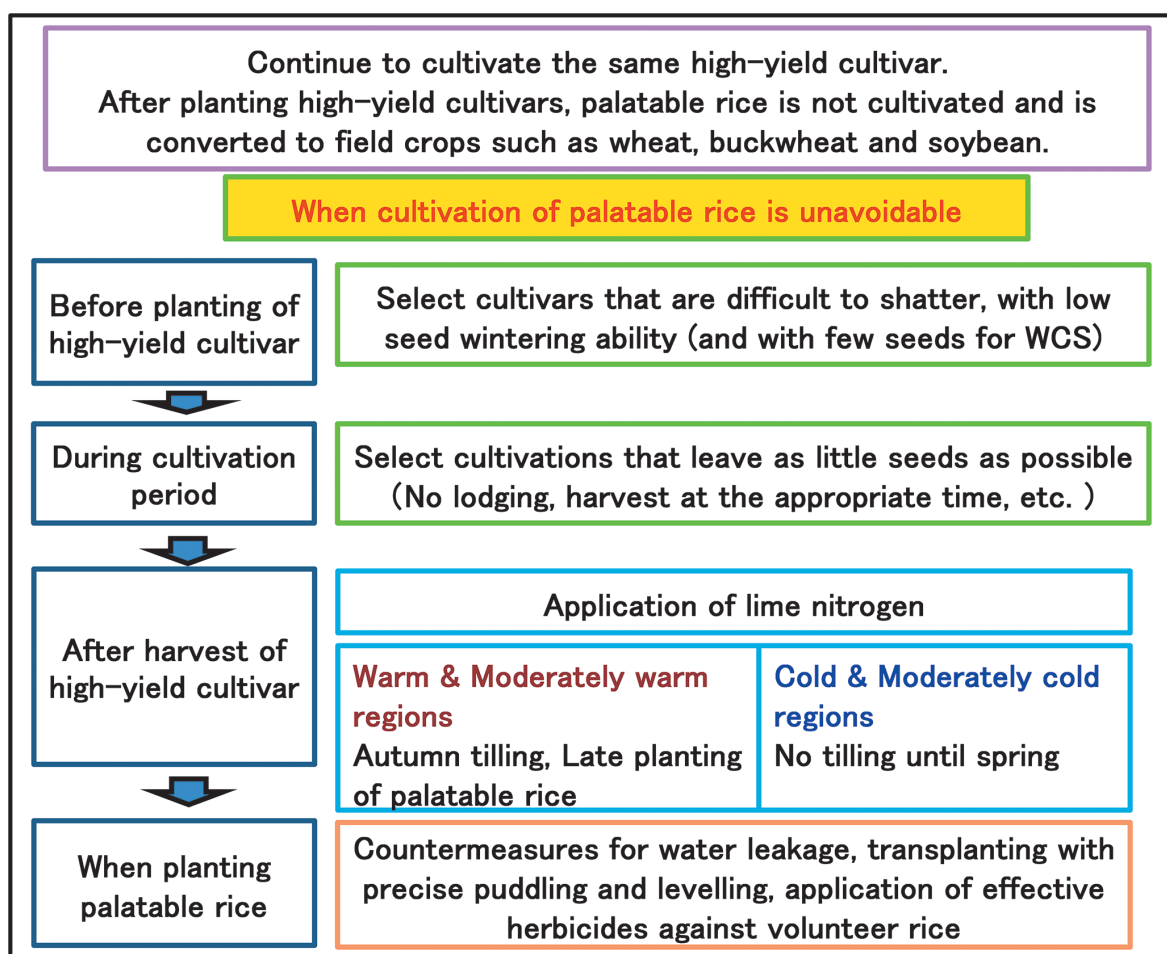 Continue to cultivate the same high-yield cultivar.
After planting high-yield cultivars, palatable rice is not cultivated and is
converted to field crops such as wheat, buckwheat and soybean.
When cultivation of palatable rice is unavoidable
Before planting of
high-yield cultivar
Select cultivars that are difficult to shatter, with low
seed wintering ability (and with few seeds for WCS)
During cultivation
period
Select cultivations that leave as little seeds as possible
(No lodging, harvest at the appropriate time, etc. )
After harvest of
high-yield cultivar
Application of lime nitrogen
Warm & Moderately warm
regions
Autumn tilling, Late planting
of palatable rice
Cold & Moderately cold
regions
No tilling until spring
When planting
palatable rice
Countermeasures for water leakage, transplanting with
precise puddling and levelling, application of effective
herbicides against volunteer rice